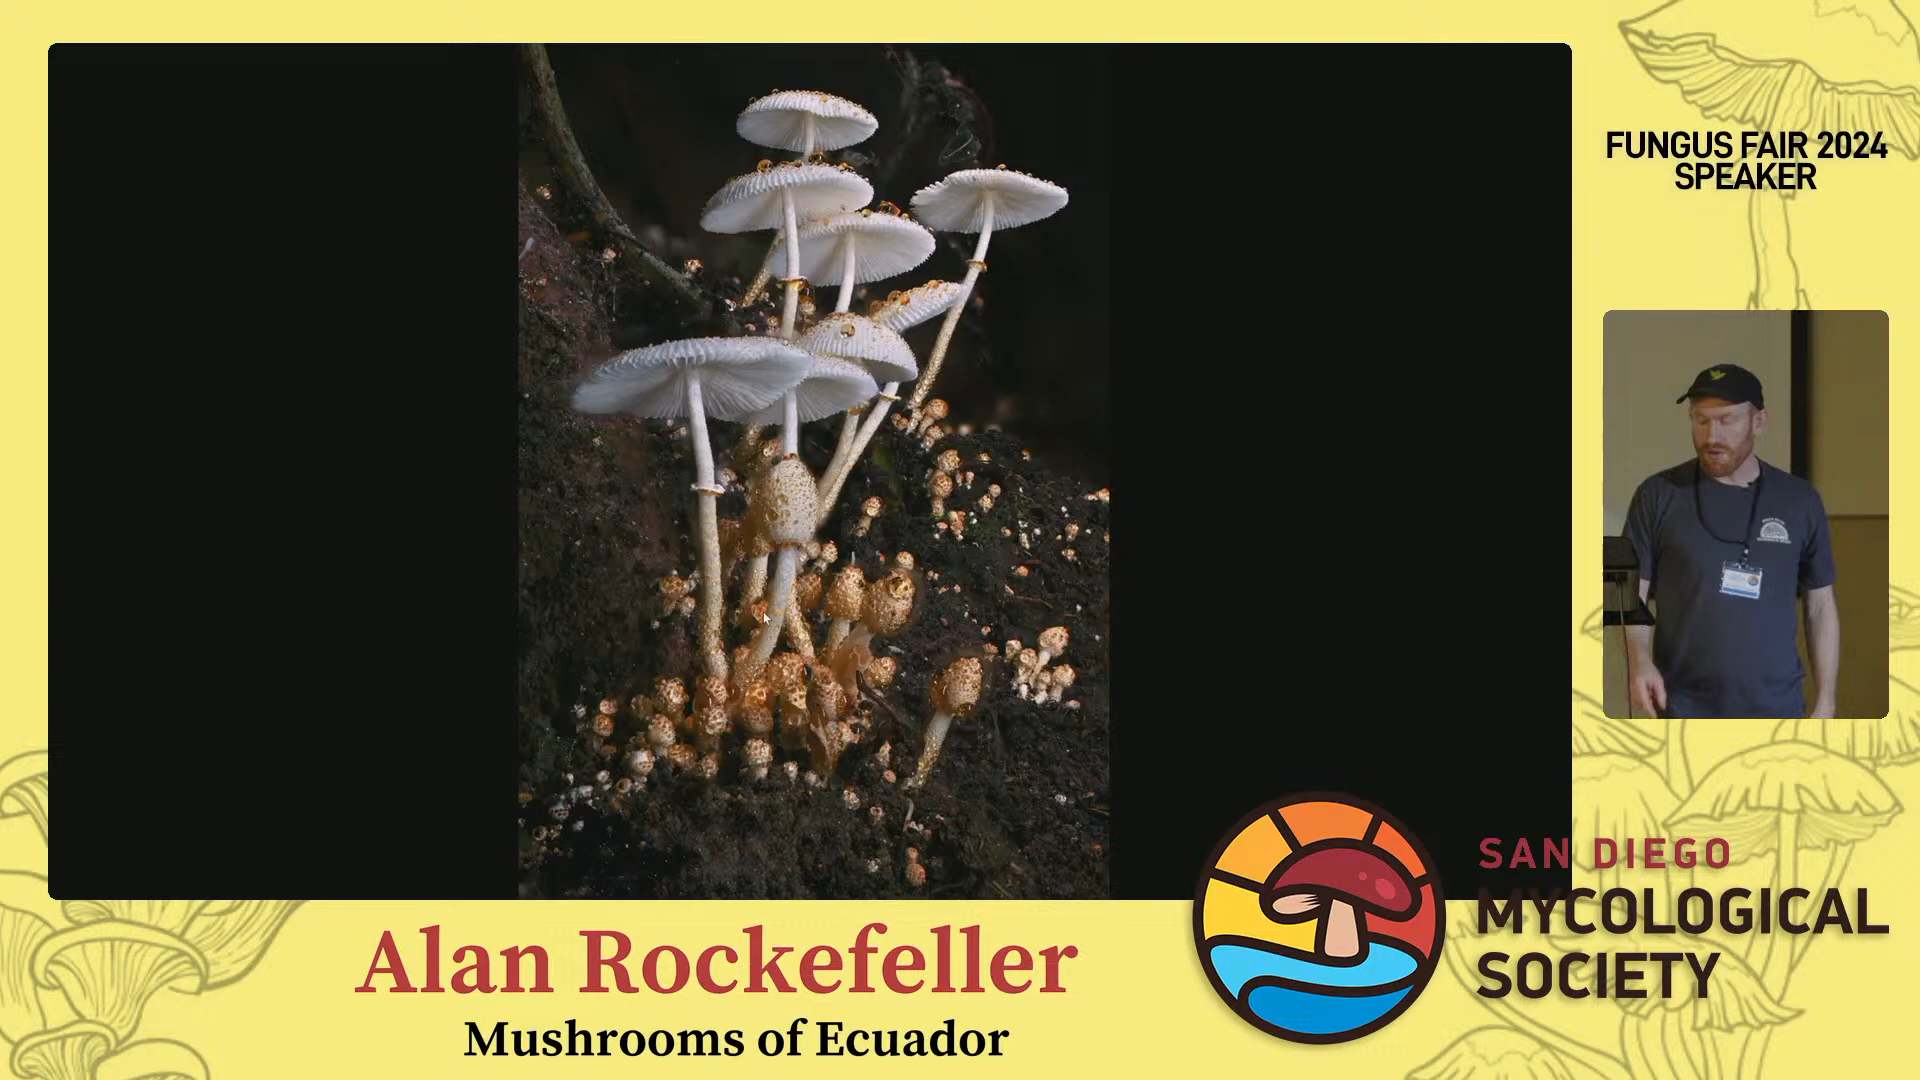 FUNGUS FAIR 2024
SPEAKER
SAN DIEGO
MYCOLOGICAL
SOCIETY
Alan Rockefeller
Mushrooms of Ecuador